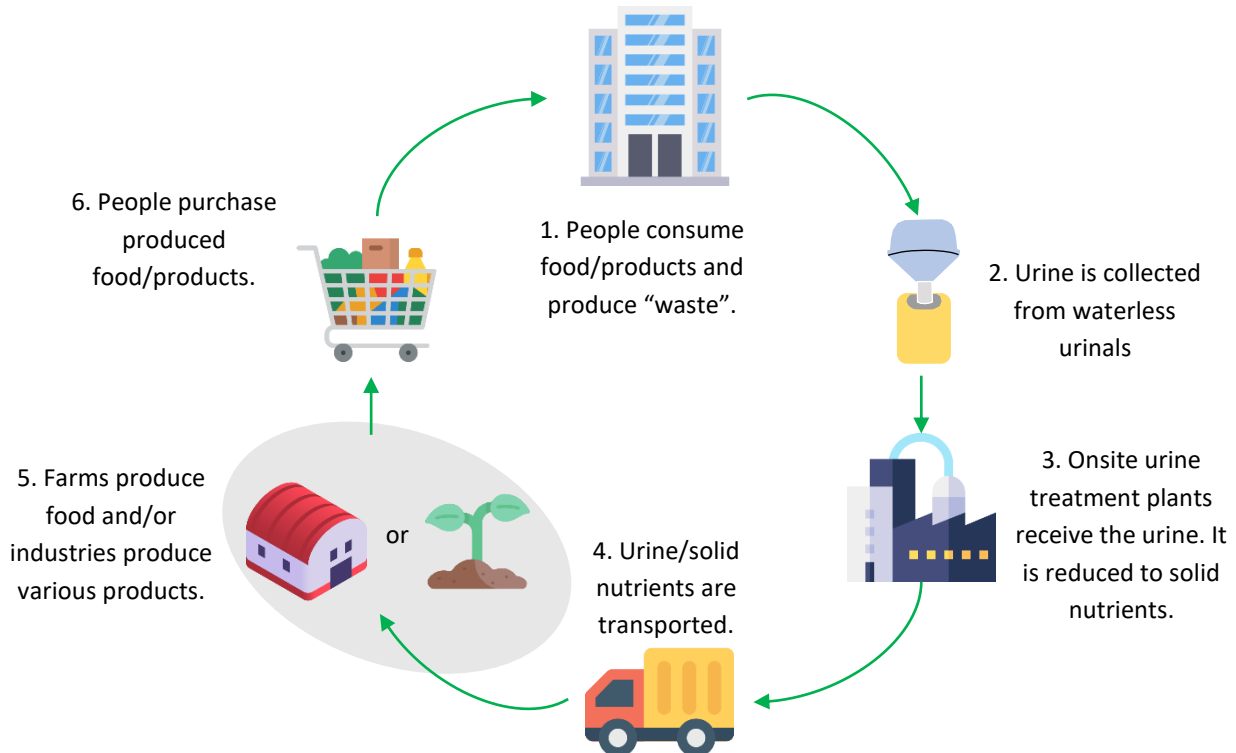 1. People consume
food/products and
produce “waste”.
2. Urine is collected
from waterless
urinals
3. Onsite urine
treatment plants
receive the urine. It
is reduced to solid
nutrients.
4. Urine/solid
nutrients are
transported.
5. Farms produce
food and/or
industries produce
various products.
or
6. People purchase
produced
food/products.